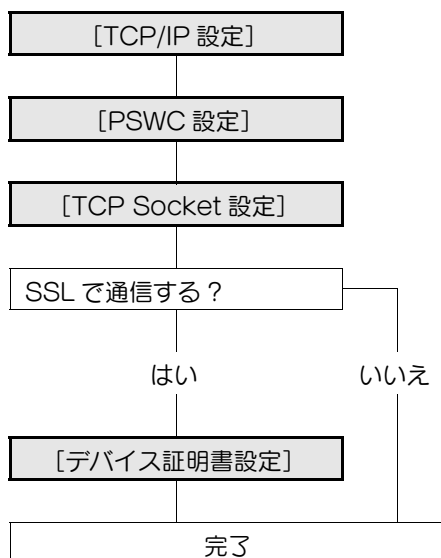 ［TCP/IP 設定］
［PSWC 設定］
［TCP Socket 設定］
SSL で通信する？
はい
いいえ
［デバイス証明書設定］
完了